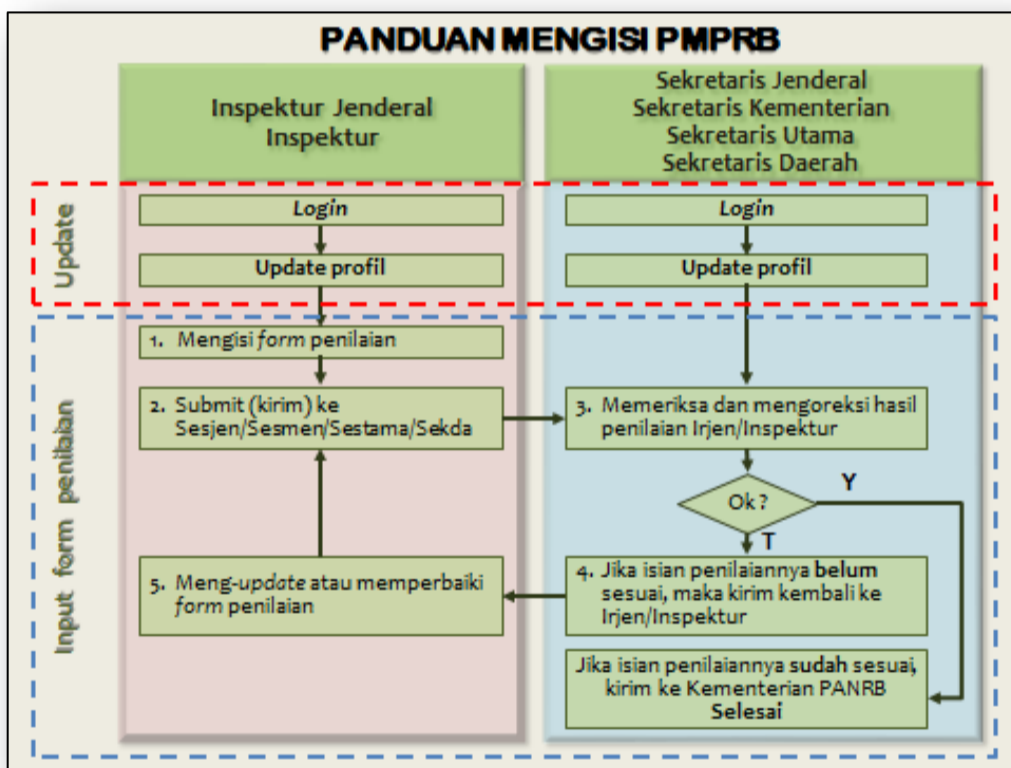 PANDUAN MENGISI PMPRB
Inspektur Jenderal
Inspektur
Sekretaris Jenderal
Sekretaris Kementerian
Sekretaris Utama
Sekretaris Daerah
Update
Login
Login
Update profil
Update profil
Input form penilaian
1. Mengisi form penilaian
2. Submit (kirim) ke
Sesjen/Sesmen/Sestama/Sekda
3. Memeriksa dan mengoreksi hasil
penilaian Irjen/Inspektur
Ok?
Y
T
4. Jika isian penilaiannya belum
sesuai, maka kirim kembali ke
Irjen/Inspektur
5. Meng-update atau memperbaiki
form penilaian
Jika isian penilaiannya sudah sesuai,
kirim ke Kementerian PANRB
Selesai